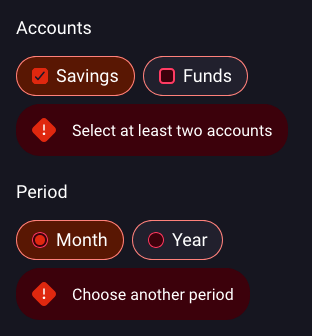 Accounts
Savings Funds
! Select at least two accounts
Period
Month Year
! Choose another period